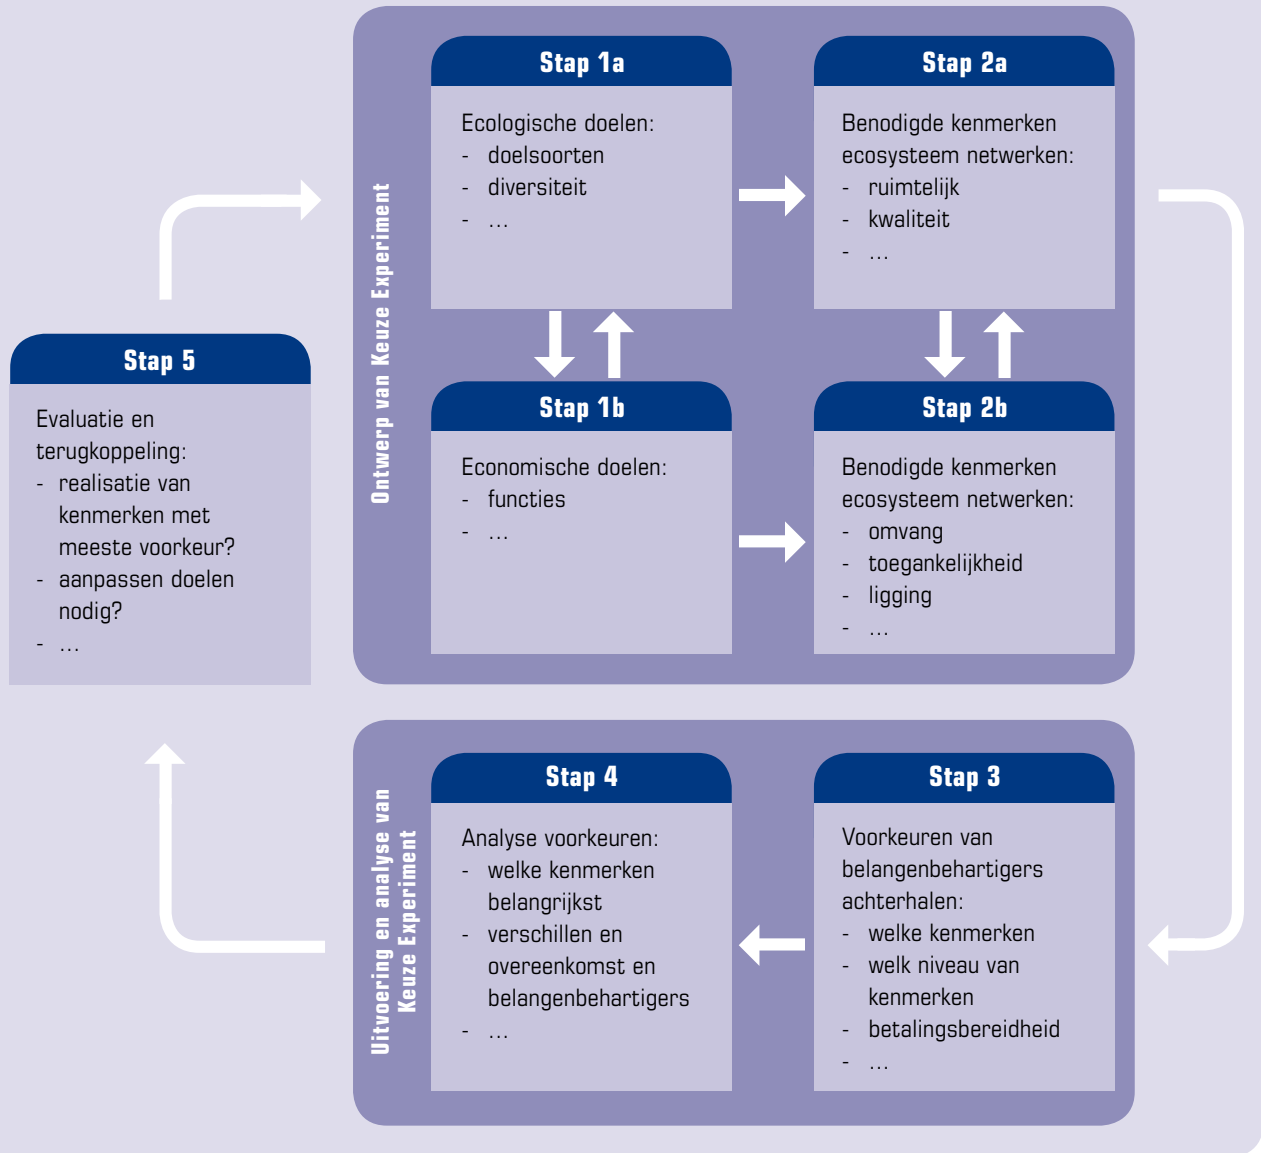 Ontwerp van Keuze Experiment
Stap 1a
Ecologische doelen:
- doelsoorten
- diversiteit
- ...
Stap 2a
Benodigde kenmerken
ecosysteem netwerken:
- ruimtelijk
- kwaliteit
- ...
Stap 1b
Economische doelen:
- functies
- ...
Stap 2b
Benodigde kenmerken
ecosysteem netwerken:
- omvang
- toegankelijkheid
- ligging
- ...
Uitvoering en analyse van
Keuze Experiment
Stap 3
Voorkeuren van
belangenbehartigers
achterhalen:
- welke kenmerken
- welk niveau van
kenmerken
- betalingsbereidheid
- ...
Stap 4
Analyse voorkeuren:
- welke kenmerken
belangrijkst
- verschillen en
overeenkomst en
belangenbehartigers
- ...
Stap 5
Evaluatie en
terugkoppeling:
- realisatie van
kenmerken met
meeste voorkeur?
- aanpassen doelen
nodig?
- ...